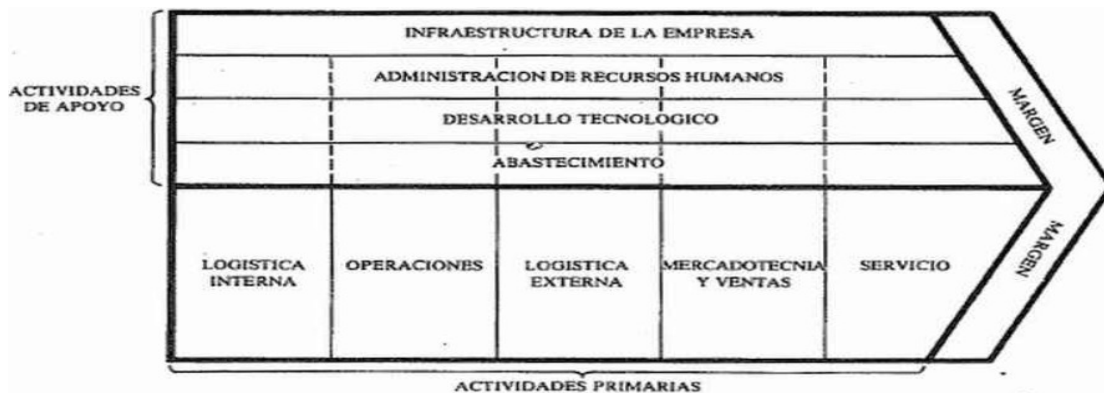 INFRAESTRUCTURA DE LA EMPRESA
ADMINISTRACION DE RECURSOS HUMANOS
DESARROLLO TECNOLOGICO
ABASTECIMIENTO
ACTIVIDADES
DE APOYO
MARGEN
MARGEN
LOGISTICA
INTERNA
OPERACIONES
LOGISTICA
EXTERNA
MERCADOTECNIA
Y VENTAS
SERVICIO
ACTIVIDADES PRIMARIAS